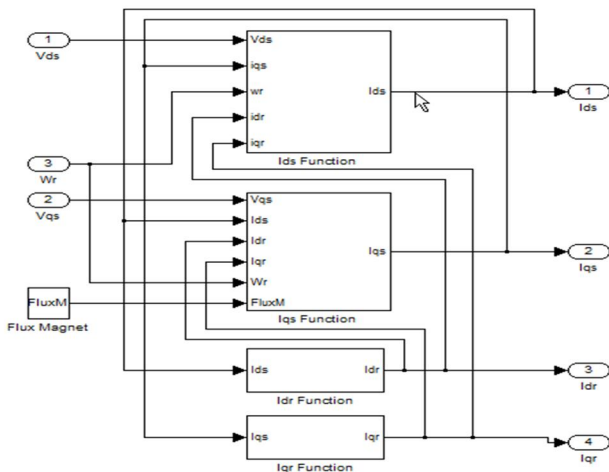 1
Vds
3
Wr
2
Vqs
FluxM
Flux Magnet
Vds
iqs
wr
idr
iqr
Ids
Ids Function
Vqs
Ids
Idr
Iqr
Wr
FluxM
Iqs
Iqs Function
Ids
Idr
Idr Function
Iqs
Iqr
Iqr Function
1
Ids
2
Iqs
3
Idr
4
Iqr